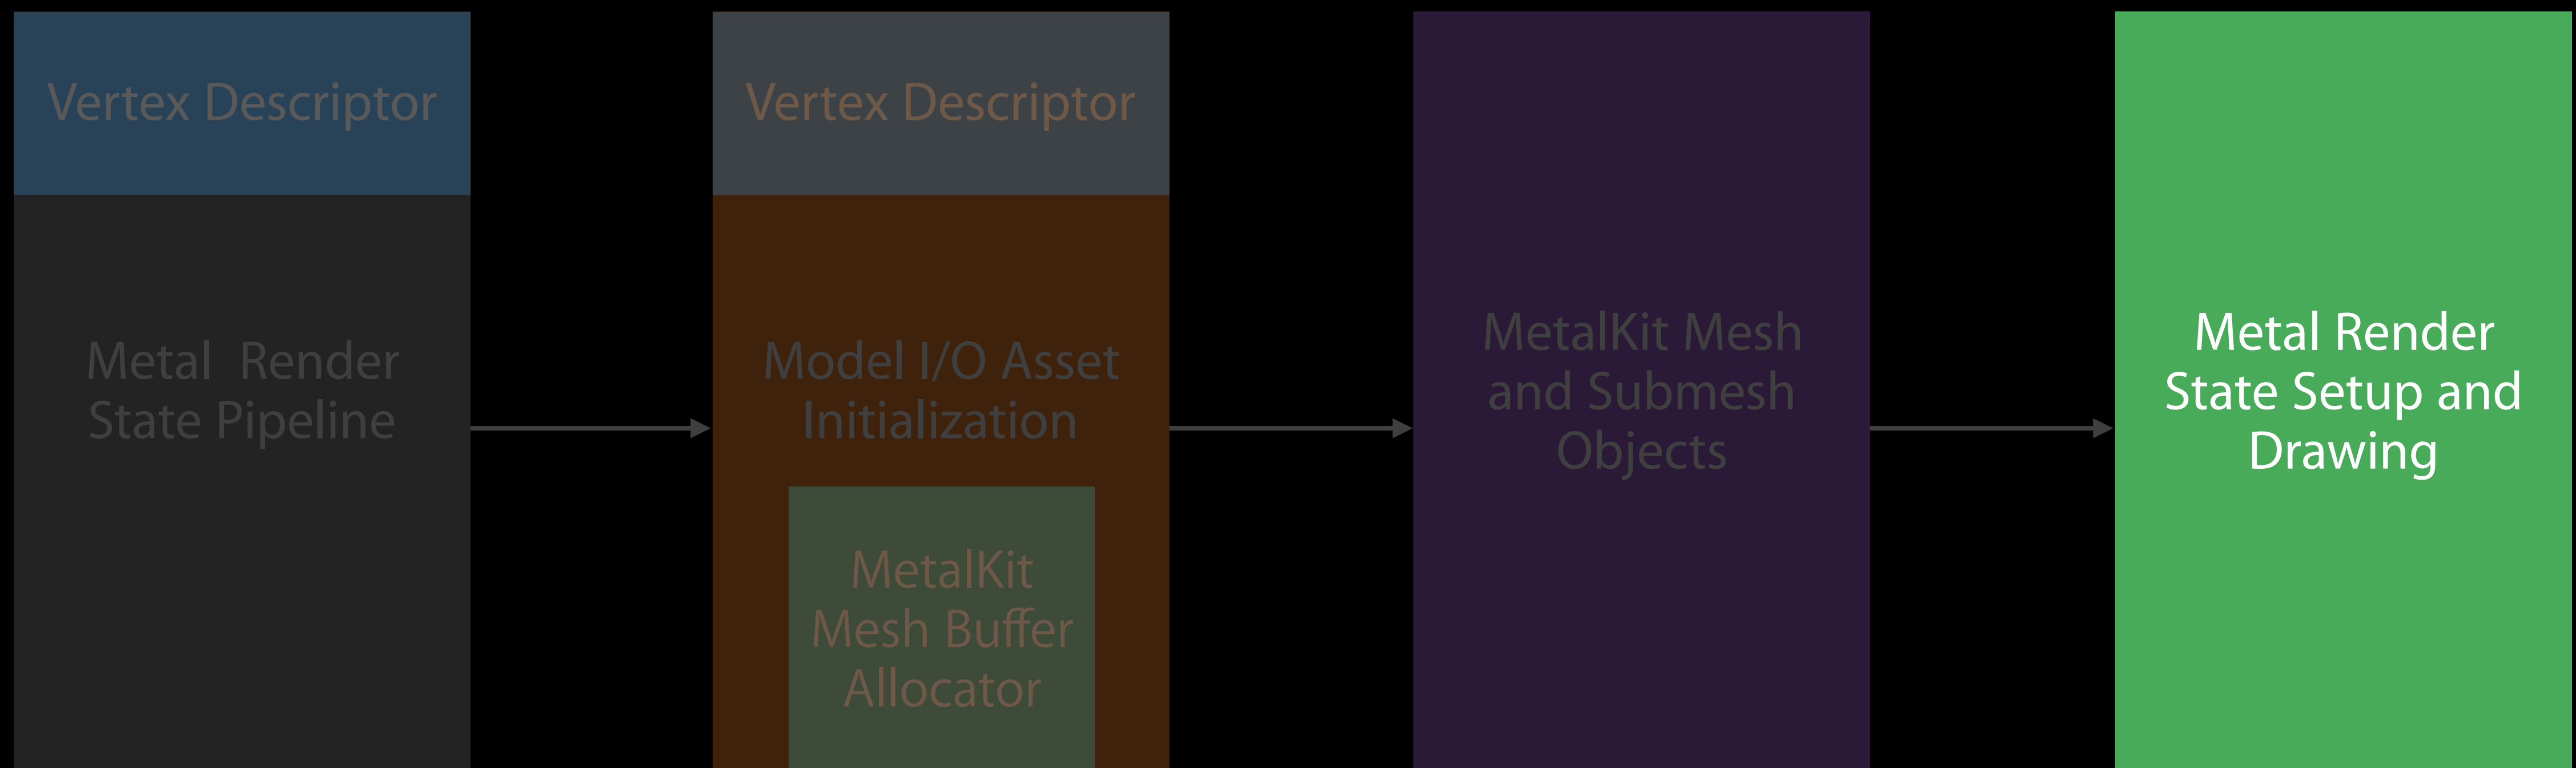 Vertex Descriptor
Metal Render
State Pipeline
Vertex Descriptor
Model I/O Asset
Initialization
MetalKit
Mesh Buffer
Allocator
MetalKit Mesh
and Submesh
Objects
Metal Render
State Setup and
Drawing